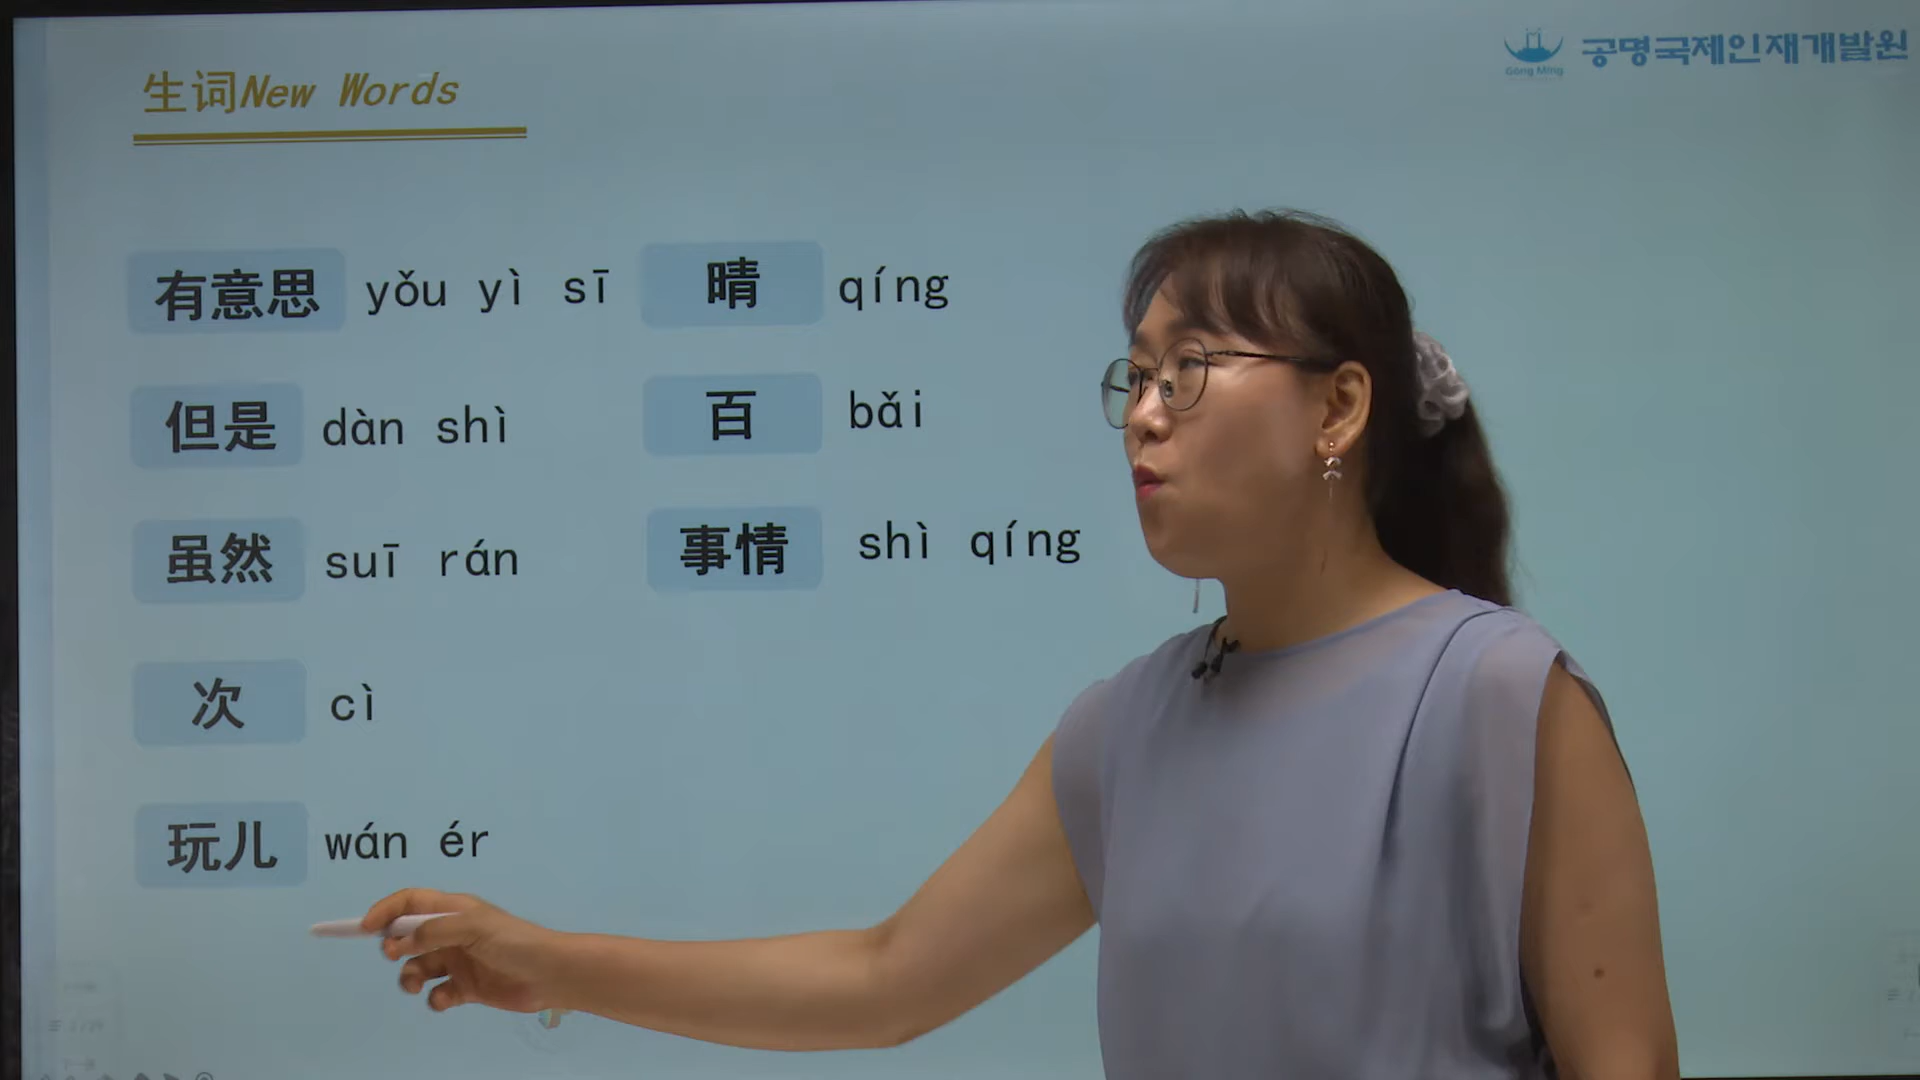 生词New Words
Gong Ming
공명국제인재개발원
有意思 yǒu yì sī
但是 dàn shì
虽然 suī rán
次 cì
玩儿 wán ér
晴 qíng
百 bǎi
事情 shì qíng